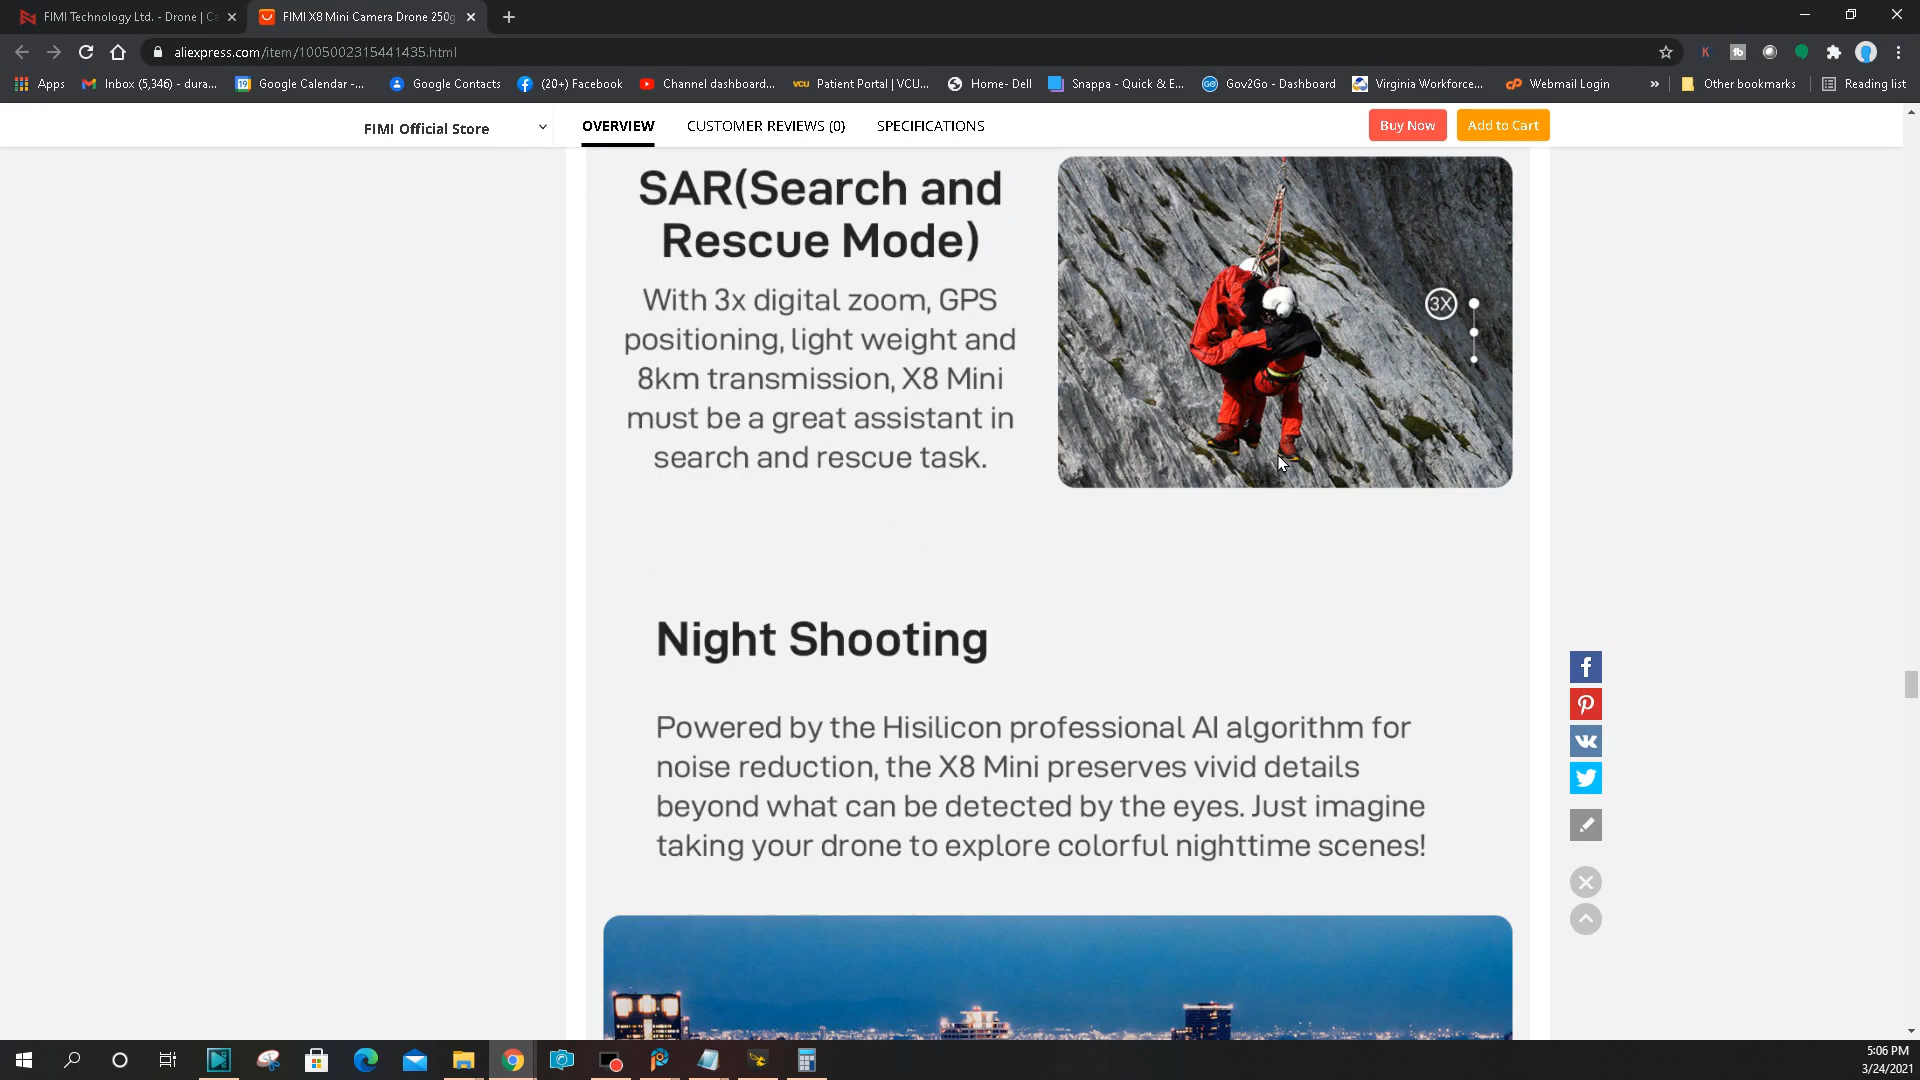 FIMI Technology Ltd. - Drone | Ca
FIMI X8 Mini Camera Drone 250g
aliexpress.com/item/1005002315441435.html
Apps
Inbox (5,346) - dura...
Google Calendar -...
Google Contacts
(20+) Facebook
Channel dashboard...
VCU Patient Portal | VCU...
Home- Dell
Snappa - Quick & E...
Gov2Go - Dashboard
Virginia Workforce...
Webmail Login
»
Other bookmarks
Reading list
FIMI Official Store
OVERVIEW
CUSTOMER REVIEWS (0)
SPECIFICATIONS
Buy Now
Add to Cart
SAR(Search and
Rescue Mode)
With 3x digital zoom, GPS
positioning, light weight and
8km transmission, X8 Mini
must be a great assistant in
search and rescue task.
3X
Night Shooting
Powered by the Hisilicon professional AI algorithm for
noise reduction, the X8 Mini preserves vivid details
beyond what can be detected by the eyes. Just imagine
taking your drone to explore colorful nighttime scenes!
5:06 PM
3/24/2021